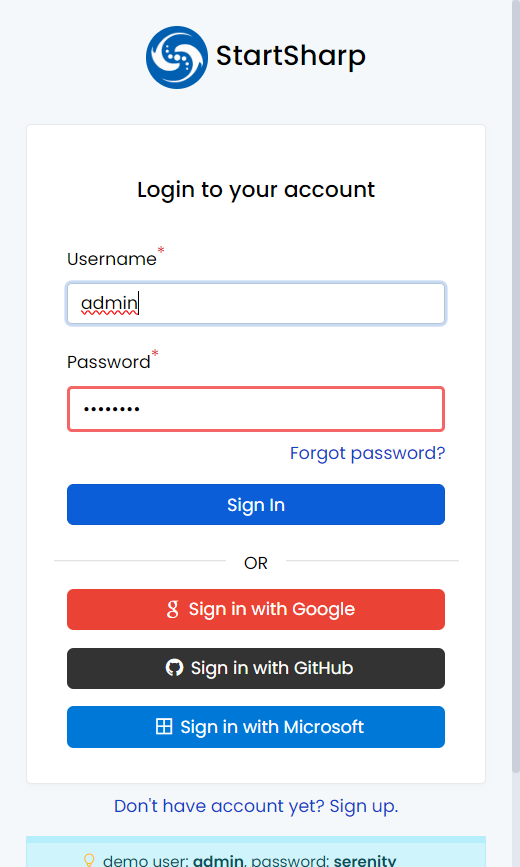 StartSharp
Login to your account
Username*
admin
Password*
••••••••
Forgot password?
Sign In
OR
Sign in with Google
Sign in with GitHub
Sign in with Microsoft
Don't have account yet? Sign up.
demo user: admin, password: serenity